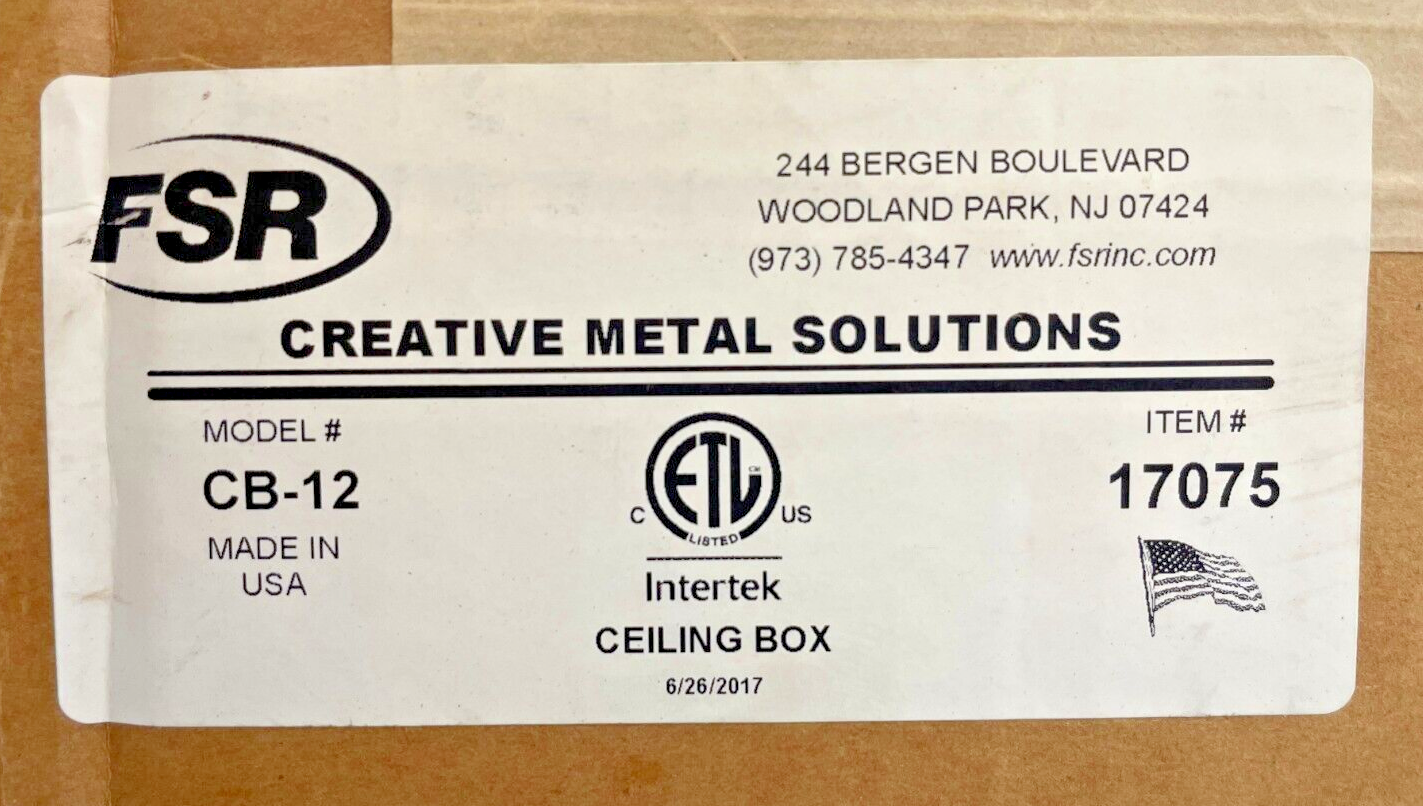 FSR
244 BERGEN BOULEVARD
WOODLAND PARK, NJ 07424
(973) 785-4347 www.fsrinc.com
CREATIVE METAL SOLUTIONS
MODEL #
CB-12
MADE IN
USA
C ETL CM US
LISTED
Intertek
CEILING BOX
6/26/2017
ITEM #
17075